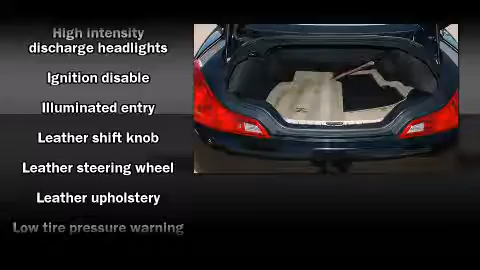 High intensity
discharge headlights
Ignition disable
Illuminated entry
Leather shift knob
Leather steering wheel
Leather upholstery
Low tire pressure warning